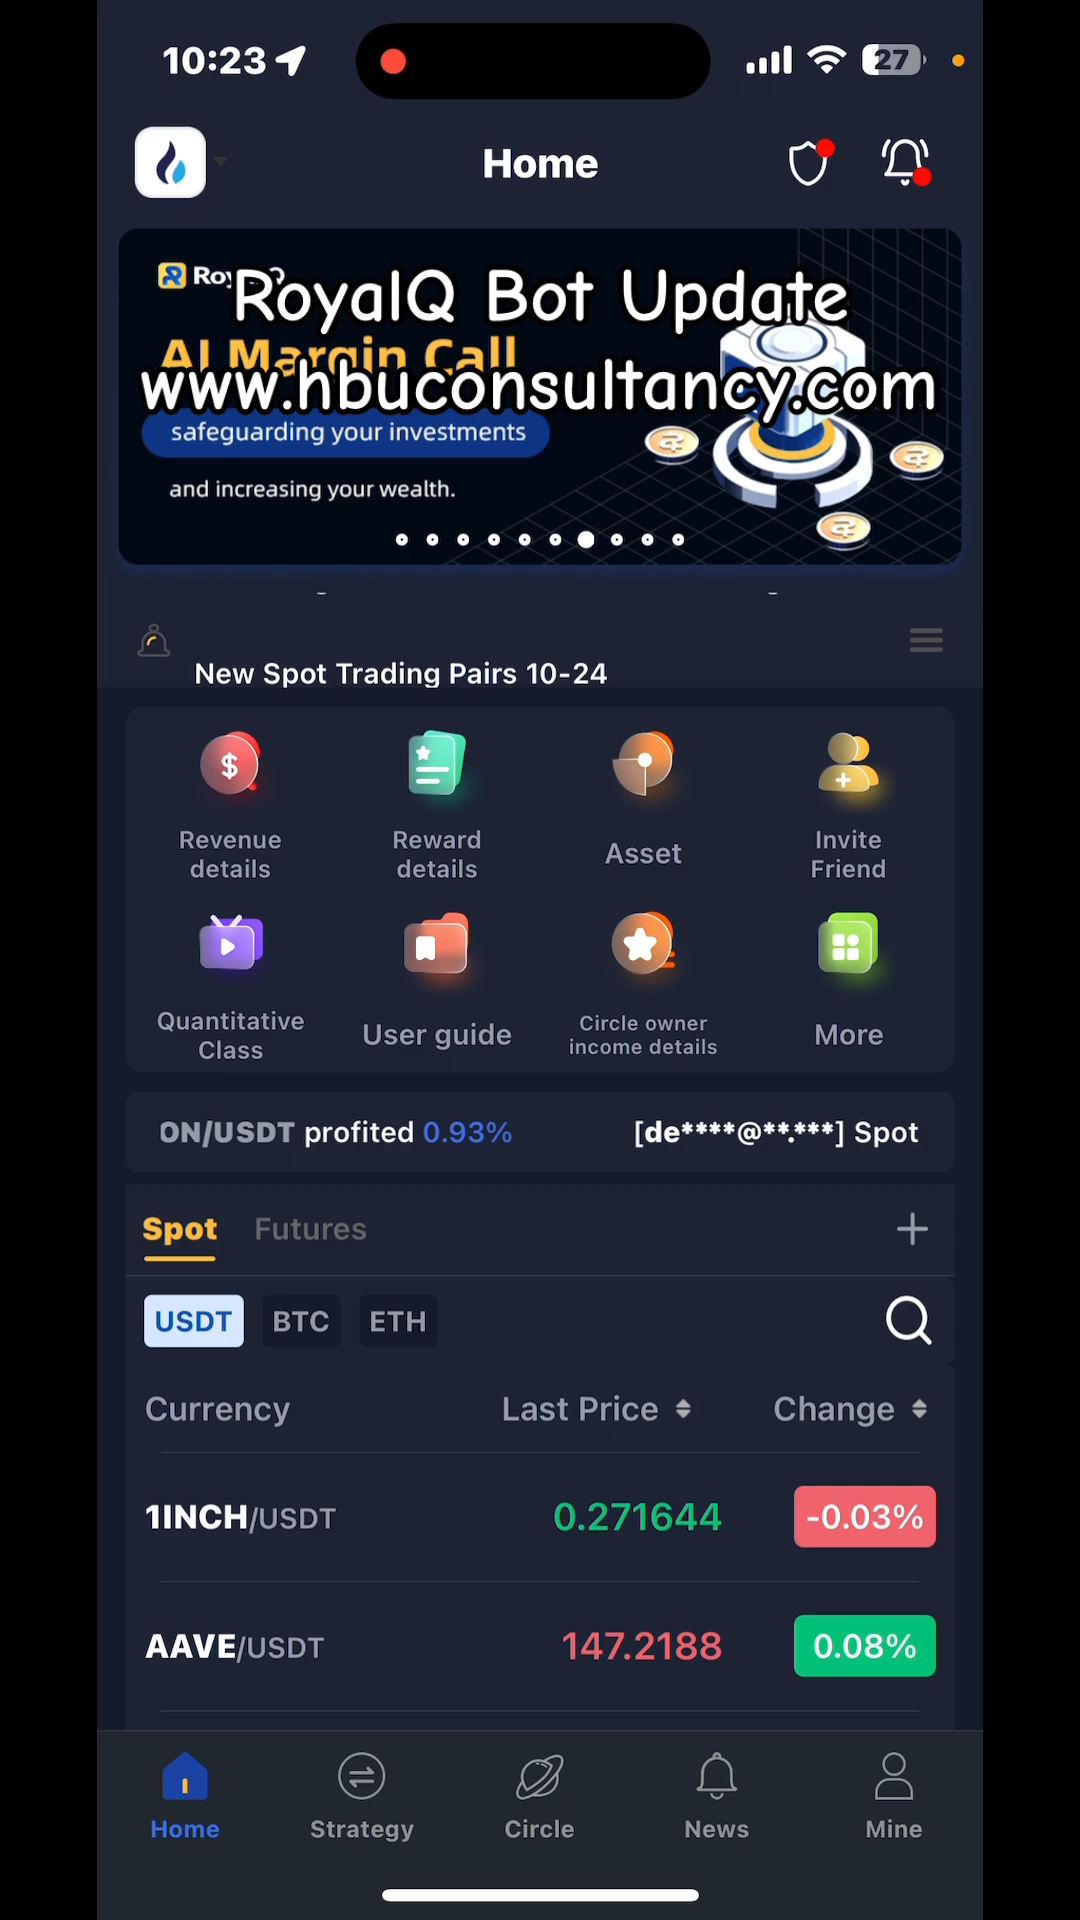 10:23
27
Home
RoyalQ Bot Update
AI Margin Call
www.hbuconsultancy.com
safeguarding your investments
and increasing your wealth.
New Spot Trading Pairs 10-24
Revenue details
Reward details
Asset
Invite Friend
Quantitative Class
User guide
Circle owner income details
More
ON/USDT profited 0.93% [de****@**.***] Spot
Spot Futures
USDT BTC ETH
Currency Last Price Change
1INCH/USDT 0.271644 -0.03%
AAVE/USDT 147.2188 0.08%
Home Strategy Circle News Mine